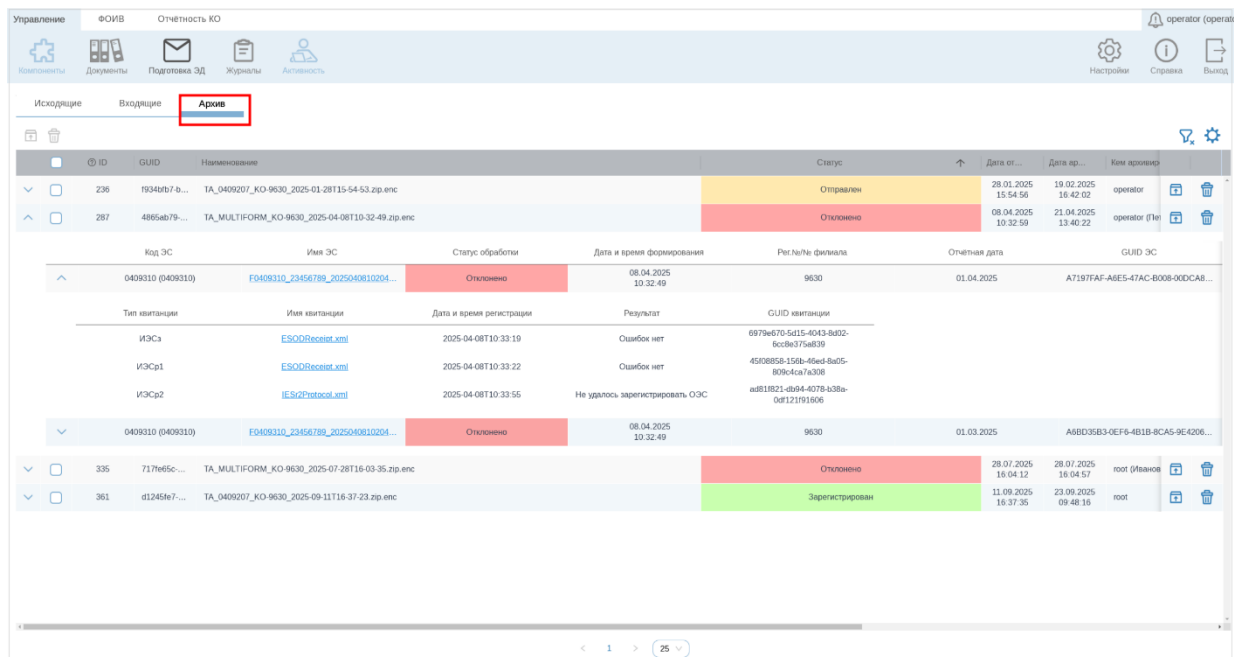 Управление ФОИВ Отчётность КО operator (operat
Компоненты Документы Подготовка ЭД Журналы Активность Настройки Справка Выход
Исходящие Входящие Архив
ID GUID Наименование Статус Дата от... Дата ар... Кем архивир
236 f934bfb7-b... TA_0409207_KO-9630_2025-01-28T15-54-53.zip.enc Отправлен 28.01.2025 15:54:56 19.02.2025 16:42:02 operator
287 4865ab79-... TA_MULTIFORM_KO-9630_2025-04-08T10-32-49.zip.enc Отклонено 08.04.2025 10:32:59 21.04.2025 13:40:22 operator (Пет
Код ЭС Имя ЭС Статус обработки Дата и время формирования Рег.№/№ филиала Отчётная дата GUID ЭС
0409310 (0409310) F0409310_23456789_2025040810204... Отклонено 08.04.2025 10:32:49 9630 01.04.2025 A7197FAF-A6E5-47AC-B008-00DCA8...
Тип квитанции Имя квитанции Дата и время регистрации Результат GUID квитанции
ИЭСз ESODReceipt.xml 2025-04-08T10:33:19 Ошибок нет 6979e670-5d15-4043-8d02-6cc8e375a839
ИЭСр1 ESODReceipt.xml 2025-04-08T10:33:22 Ошибок нет 45f08858-156b-46ed-8a05-809c4ca7a308
ИЭСр2 IESr2Protocol.xml 2025-04-08T10:33:55 Не удалось зарегистрировать ОЭС ad81f821-db94-4078-b38a-0df121f91606
0409310 (0409310) F0409310_23456789_2025040810204... Отклонено 08.04.2025 10:32:49 9630 01.03.2025 A6BD35B3-0EF6-4B1B-8CA5-9E4206...
335 717fe65c-... TA_MULTIFORM_KO-9630_2025-07-28T16-03-35.zip.enc Отклонено 28.07.2025 16:04:12 28.07.2025 16:04:57 root (Иванов
361 d1245fe7-... TA_0409207_KO-9630_2025-09-11T16-37-23.zip.enc Зарегистрирован 11.09.2025 16:37:35 23.09.2025 09:48:16 root
1 25